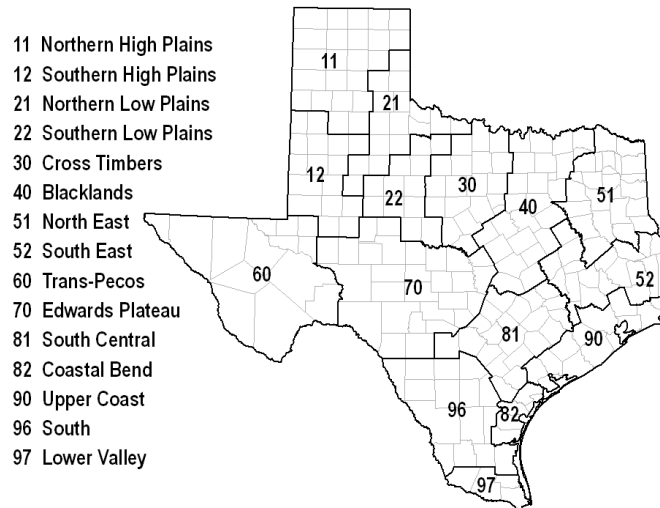 11 Northern High Plains
12 Southern High Plains
21 Northern Low Plains
22 Southern Low Plains
30 Cross Timbers
40 Blacklands
51 North East
52 South East
60 Trans-Pecos
70 Edwards Plateau
81 South Central
82 Coastal Bend
90 Upper Coast
96 South
97 Lower Valley
11
21
12
22
30
40
51
60
70
52
81
90
96
82
97